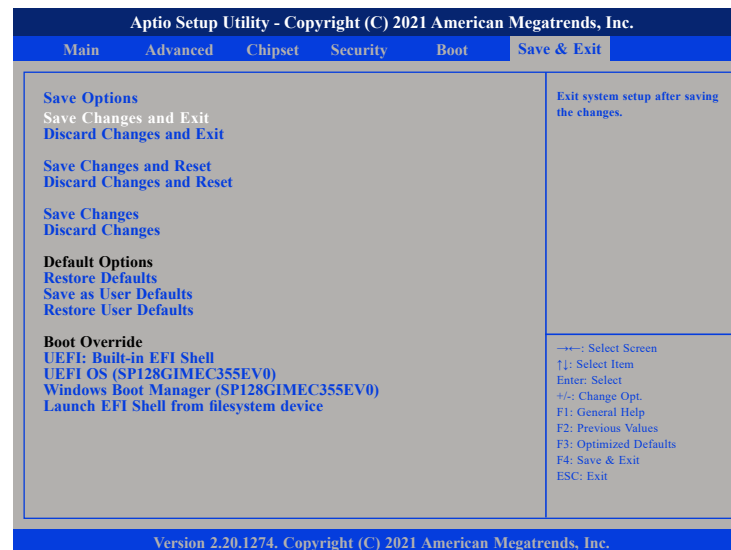 Aptio Setup Utility - Copyright (C) 2021 American Megatrends, Inc.
Main Advanced Chipset Security Boot Save & Exit
Save Options
Save Changes and Exit
Discard Changes and Exit
Save Changes and Reset
Discard Changes and Reset
Save Changes
Discard Changes
Default Options
Restore Defaults
Save as User Defaults
Restore User Defaults
Boot Override
UEFI: Built-in EFI Shell
UEFI OS (SP128GIMEC355EV0)
Windows Boot Manager (SP128GIMEC355EV0)
Launch EFI Shell from filesystem device
Exit system setup after saving
the changes.
→←: Select Screen
↑↓: Select Item
Enter: Select
+/-: Change Opt.
F1: General Help
F2: Previous Values
F3: Optimized Defaults
F4: Save & Exit
ESC: Exit
Version 2.20.1274. Copyright (C) 2021 American Megatrends, Inc.